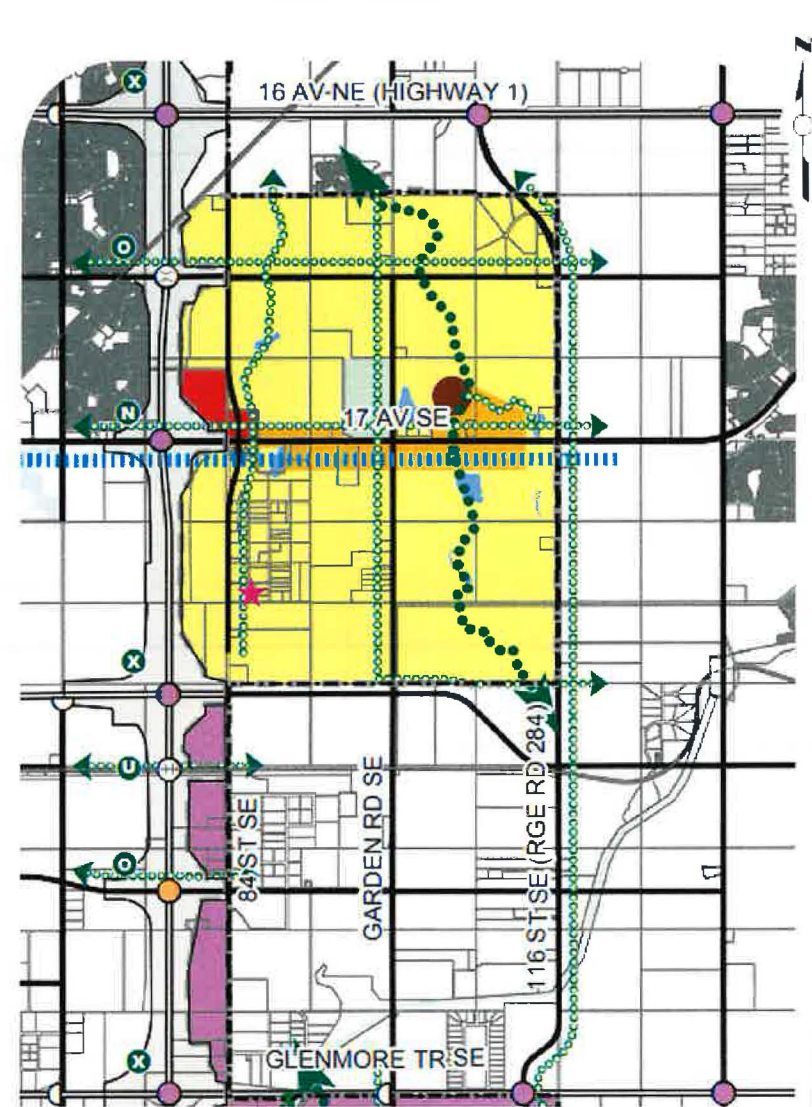 N
X
16 AV NE (HIGHWAY 1)
O
N
17 AV SE
X
U
84 ST SE
GARDEN RD SE
116 ST SE (RGE RD 284)
O
X
GLENMORE TR SE